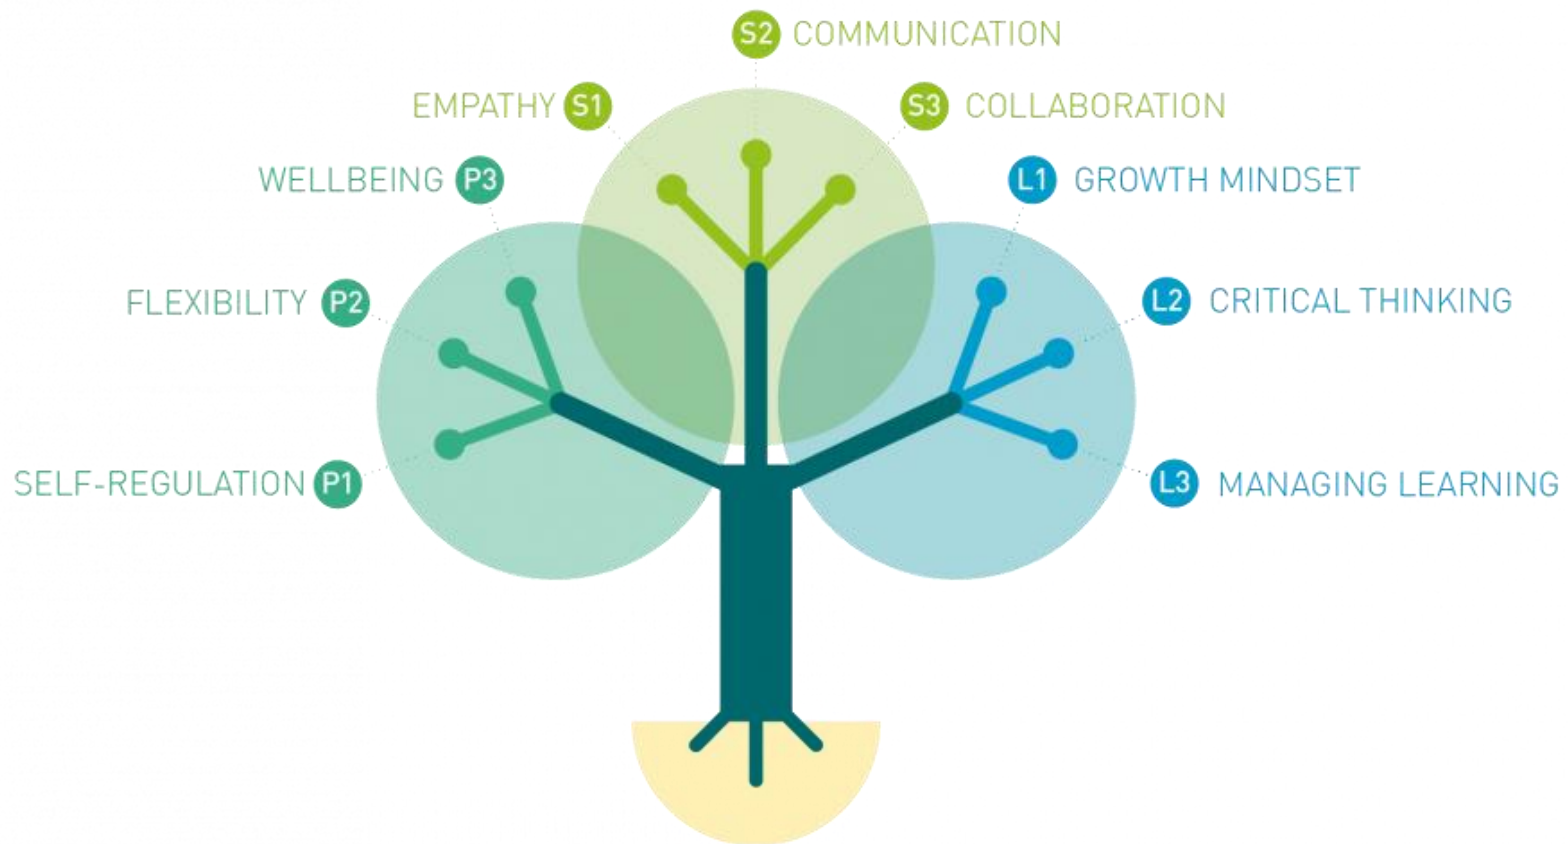 S2 COMMUNICATION
EMPATHY S1
S3 COLLABORATION
WELLBEING P3
L1 GROWTH MINDSET
FLEXIBILITY P2
L2 CRITICAL THINKING
SELF-REGULATION P1
L3 MANAGING LEARNING